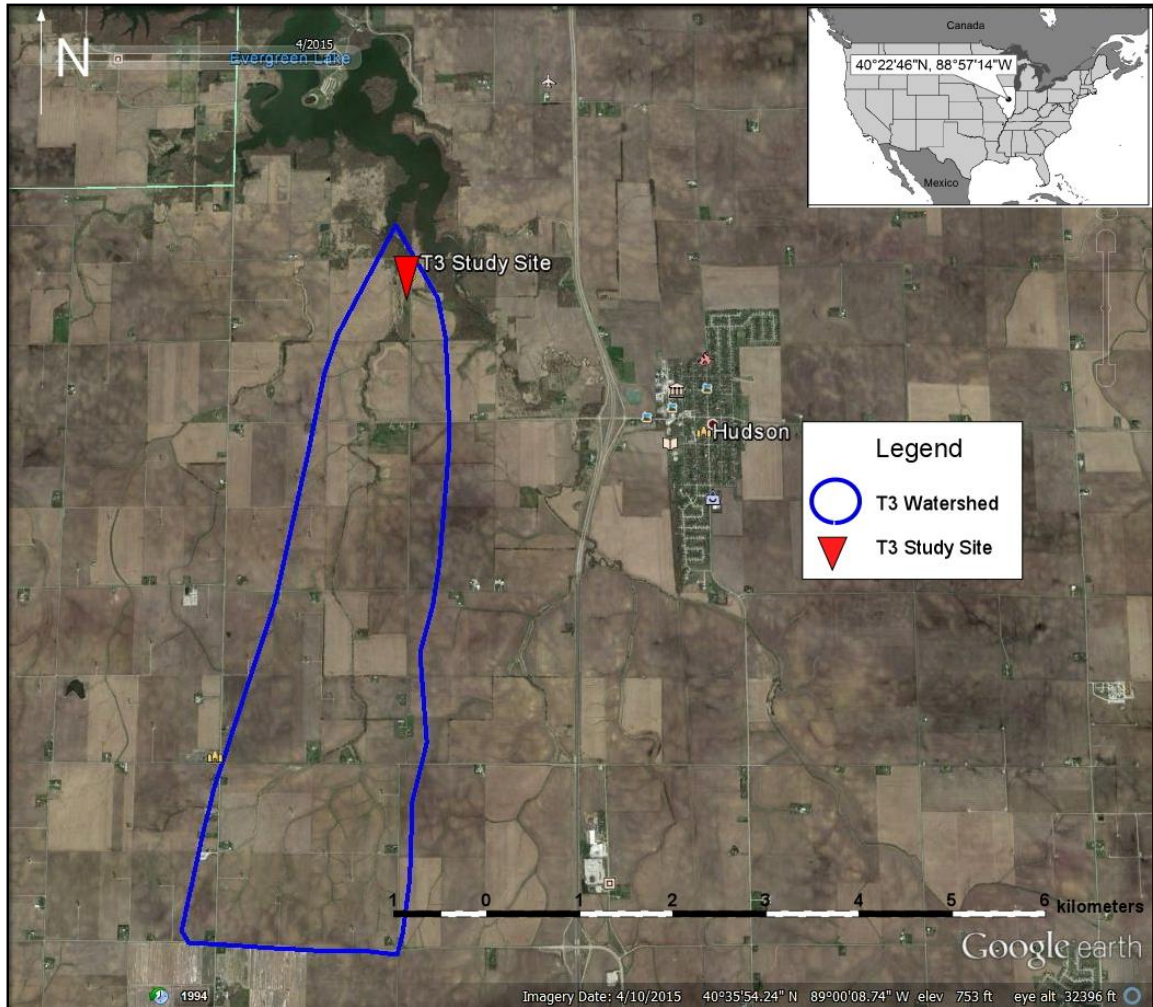 N
4/2015
Evergreen Lake
Canada
40°22'46"N, 88°57'14"W
Mexico
T3 Study Site
Hudson
Legend
T3 Watershed
T3 Study Site
1 0 1 2 3 4 5 6 kilometers
Google earth
1994
Imagery Date: 4/10/2015 40°35'54.24" N 89°00'08.74" W elev 753 ft eye alt 32396 ft